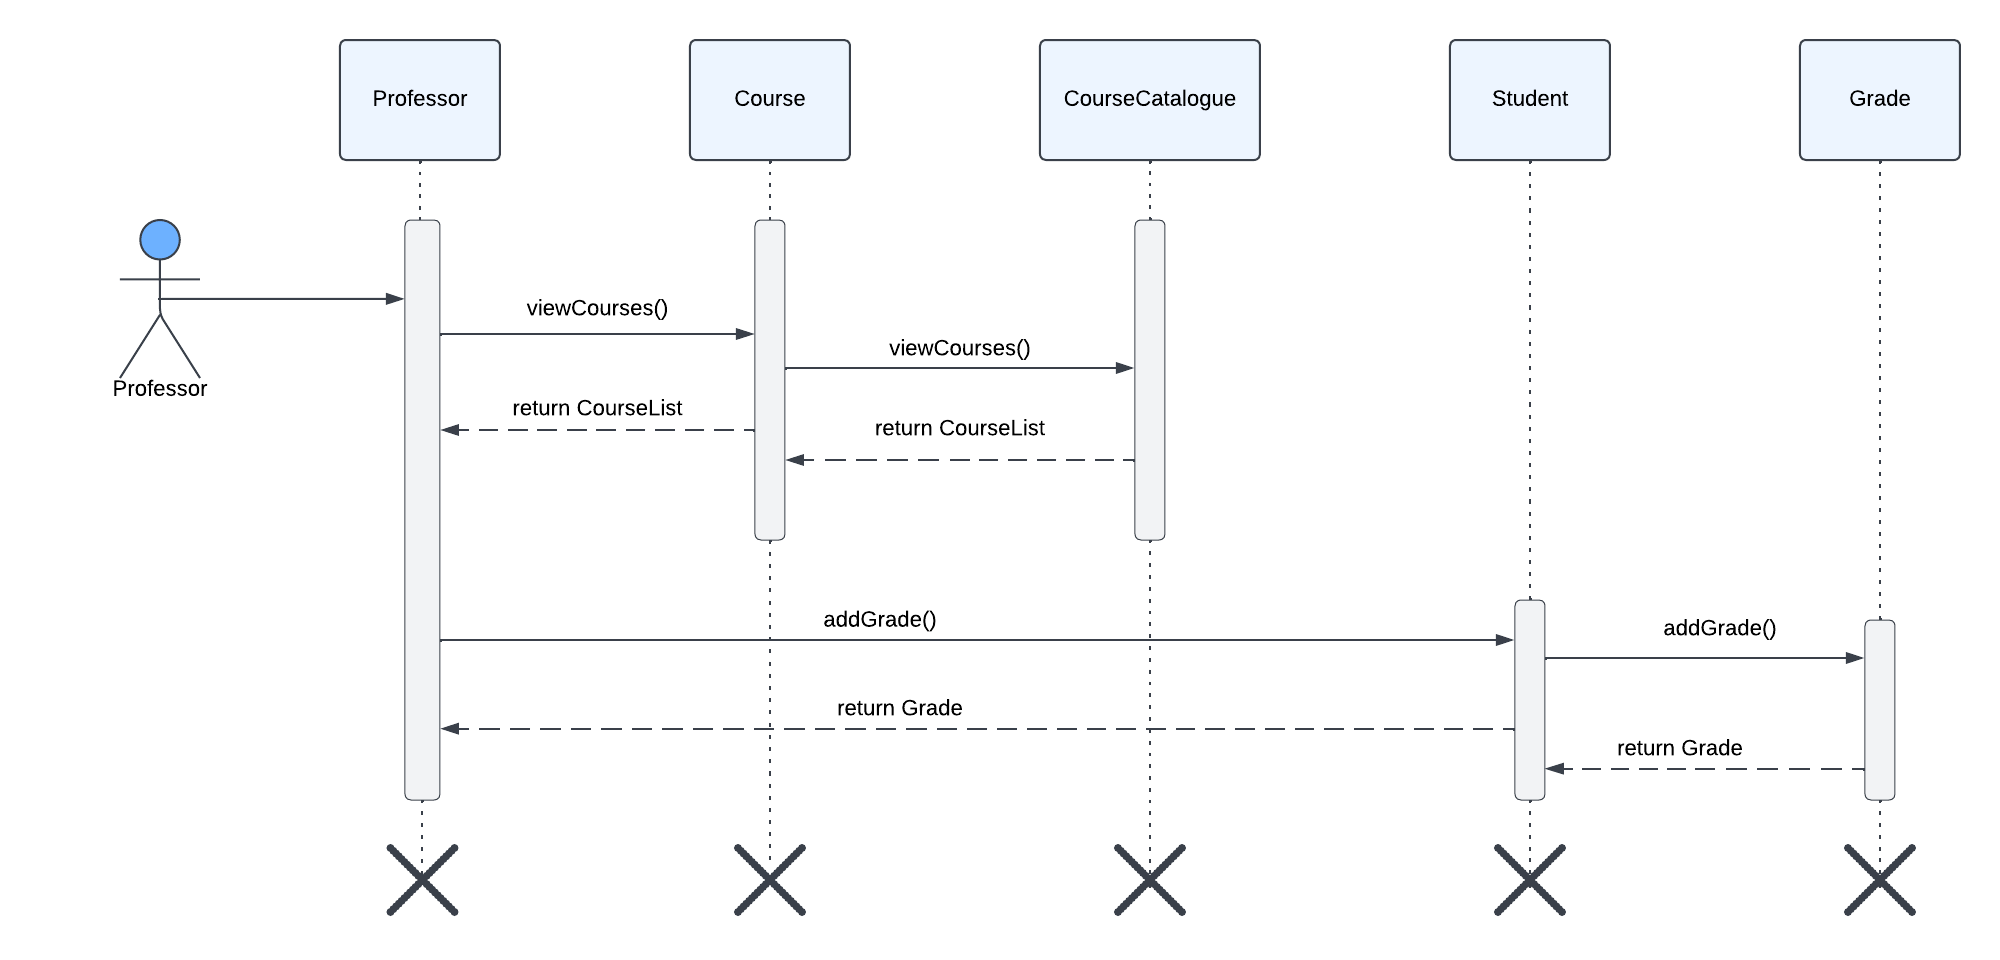 Professor
Course
CourseCatalogue
Student
Grade
Professor
viewCourses()
viewCourses()
return CourseList
return CourseList
addGrade()
addGrade()
return Grade
return Grade